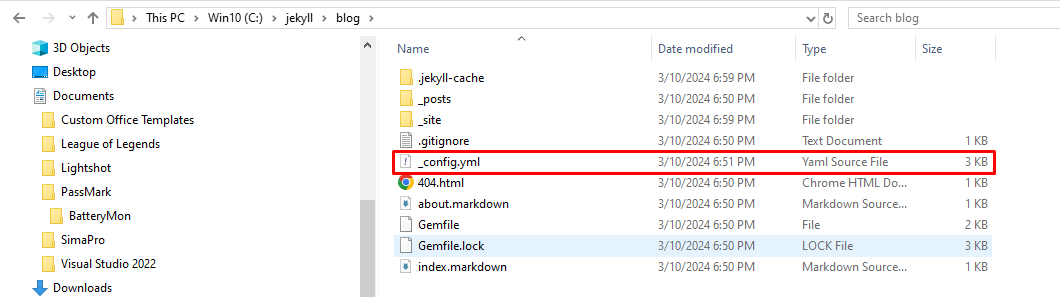 This PC > Win10 (C:) > jekyll > blog >
Search blog
3D Objects
Desktop
Documents
Custom Office Templates
League of Legends
Lightshot
PassMark
BatteryMon
SimaPro
Visual Studio 2022
Downloads
Name Date modified Type Size
.jekyll-cache 3/10/2024 6:59 PM File folder
_posts 3/10/2024 6:50 PM File folder
_site 3/10/2024 6:59 PM File folder
.gitignore 3/10/2024 6:50 PM Text Document 1 KB
_config.yml 3/10/2024 6:51 PM Yaml Source File 3 KB
404.html 3/10/2024 6:50 PM Chrome HTML Do... 1 KB
about.markdown 3/10/2024 6:50 PM Markdown Source... 1 KB
Gemfile 3/10/2024 6:50 PM File 2 KB
Gemfile.lock 3/10/2024 6:50 PM LOCK File 3 KB
index.markdown 3/10/2024 6:50 PM Markdown Source... 1 KB